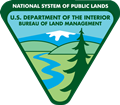 NATIONAL SYSTEM OF PUBLIC LANDS
U.S. DEPARTMENT OF THE INTERIOR
BUREAU OF LAND MANAGEMENT